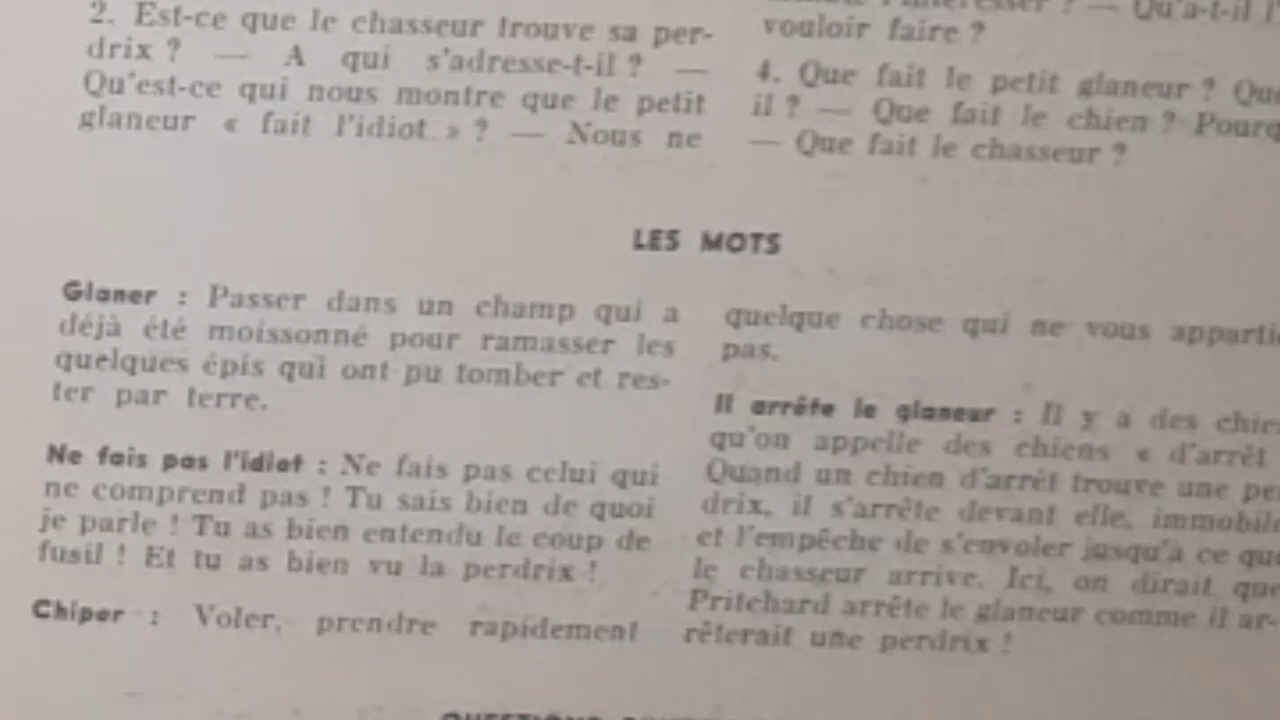 2. Est-ce que le chasseur trouve sa per-
drix ? — A qui s'adresse-t-il ? —
Qu'est-ce qui nous montre que le petit
glaneur « fait l'idiot » ? — Nous ne
? — Qu'a-t-il
vouloir faire ?
4. Que fait le petit glaneur ?
il ? — Que fait le chien ?
— Que fait le chasseur ?
LES MOTS
Glaner : Passer dans un champ qui a
déjà été moissonné pour ramasser les
quelques épis qui ont pu tomber et res-
ter par terre.
Ne fais pas l'idiot : Ne fais pas celui qui
ne comprend pas ! Tu sais bien de quoi
je parle ! Tu as bien entendu le coup de
fusil ! Et tu as bien vu la perdrix !
Chiper : Voler, prendre rapidement
quelque chose qui ne vous
pas.
Il arrête le glaneur : Il y a des
qu'on appelle des chiens « d'arrêt
Quand un chien d'arrêt trouve une
drix, il s'arrête devant elle,
et l'empêche de s'envoler jusqu'à ce
le chasseur arrive. Ici, on dirait
Pritchard arrête le glaneur comme il ar-
rêterait une perdrix !